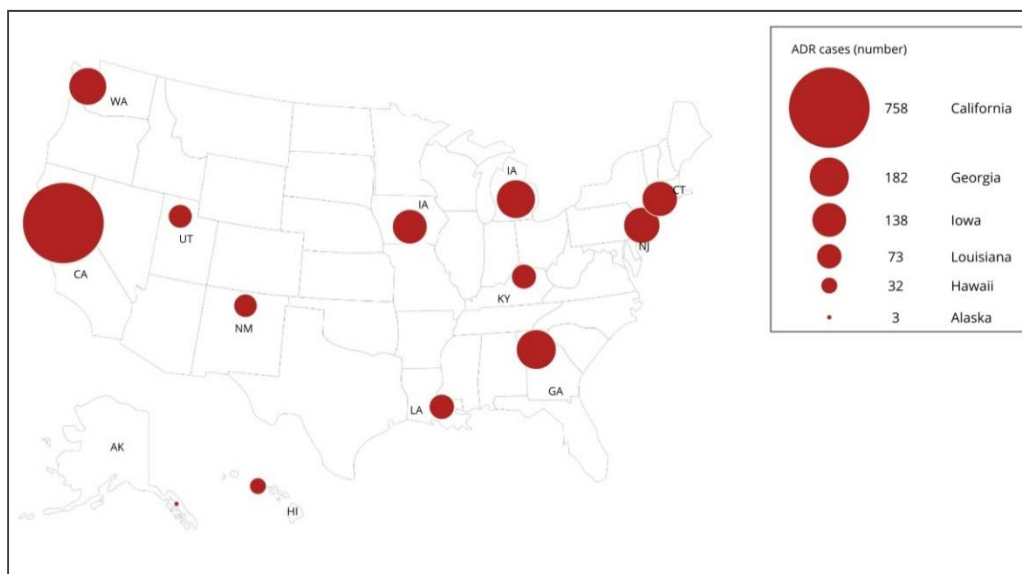 ADR cases (number)
758 California
182 Georgia
138 Iowa
73 Louisiana
32 Hawaii
3 Alaska
WA
IA
CT
IA
UT
NJ
CA
KY
NM
GA
LA
AK
HI